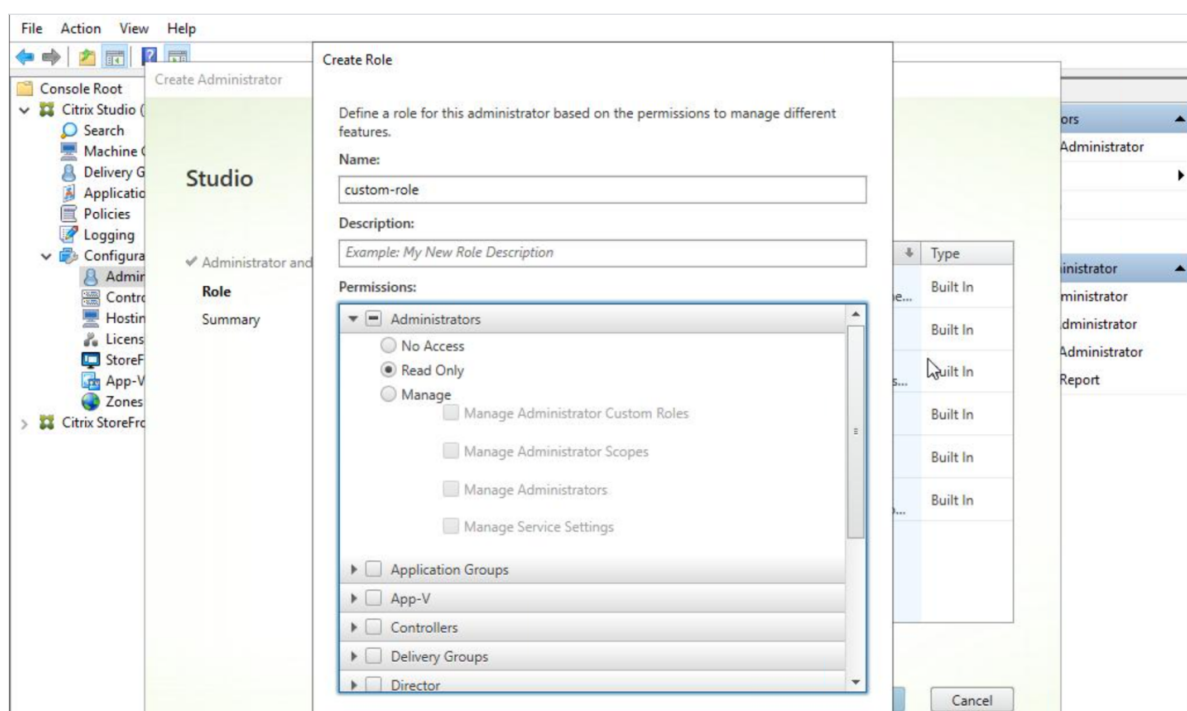 File Action View Help
Create Role
Create Administrator
Console Root
Citrix Studio (
Search
Machine
Delivery G
Applicatio
Policies
Logging
Configura
Admir
Contro
Hostin
Licens
StoreF
App-V
Zones
Citrix StoreFro
Studio
Administrator and
Role
Summary
Define a role for this administrator based on the permissions to manage different
features.
Name:
custom-role
Description:
Example: My New Role Description
Permissions:
Administrators
No Access
Read Only
Manage
Manage Administrator Custom Roles
Manage Administrator Scopes
Manage Administrators
Manage Service Settings
Application Groups
App-V
Controllers
Delivery Groups
Director
Type
e... Built In
Built In
s... Built In
Built In
Built In
... Built In
Cancel
ors
Administrator
inistrator
ministrator
dministrator
Administrator
Report